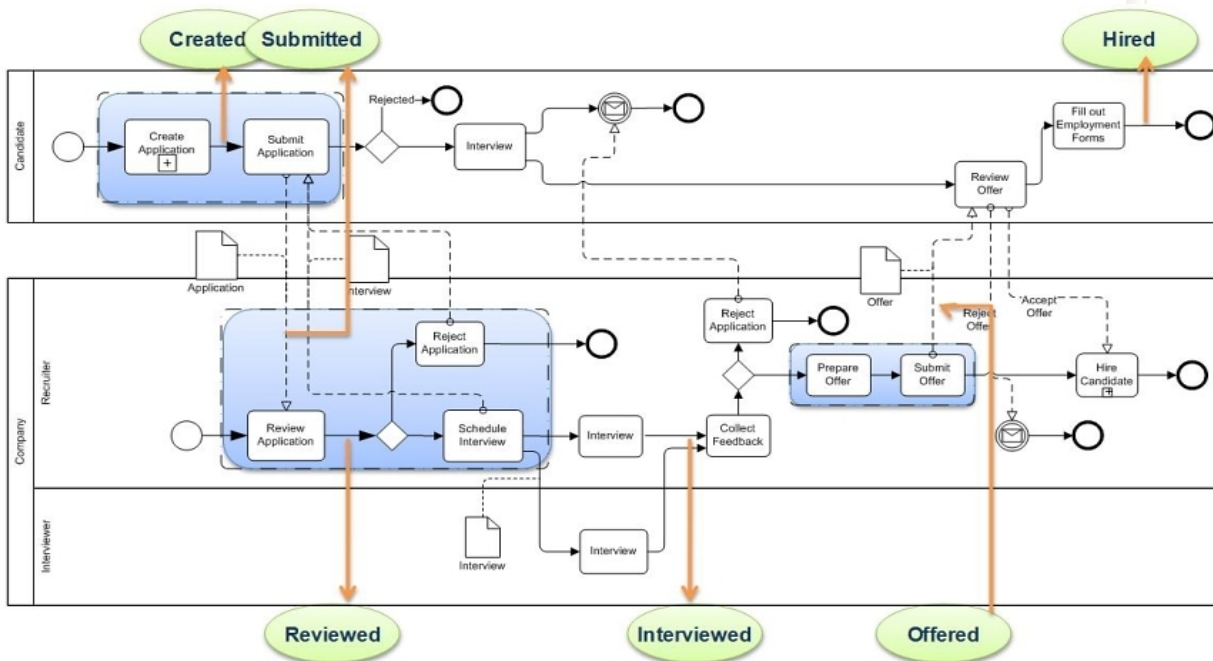 Created
Submitted
Hired
Candidate
Create
Application
Submit
Application
Rejected
Interview
Fill out
Employment
Forms
Review
Offer
Application
Interview
Offer
Company
Recruiter
Reject
Application
Reject
Application
Reject
Offer
Accept
Offer
Prepare
Offer
Submit
Offer
Hire
Candidate
Review
Application
Schedule
Interview
Interview
Collect
Feedback
Interviewer
Interview
Interview
Reviewed
Interviewed
Offered